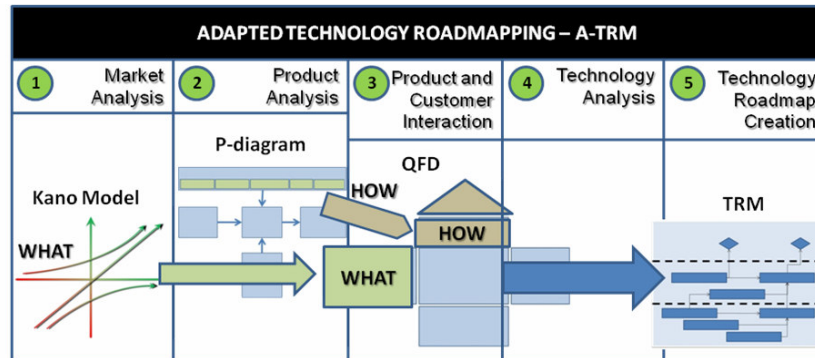 ADAPTED TECHNOLOGY ROADMAPPING – A-TRM
1
Market
Analysis
2
Product
Analysis
3
Product and
Customer
Interaction
4
Technology
Analysis
5
Technology
Roadmap
Creation
Kano Model
WHAT
P-diagram
HOW
QFD
HOW
WHAT
TRM